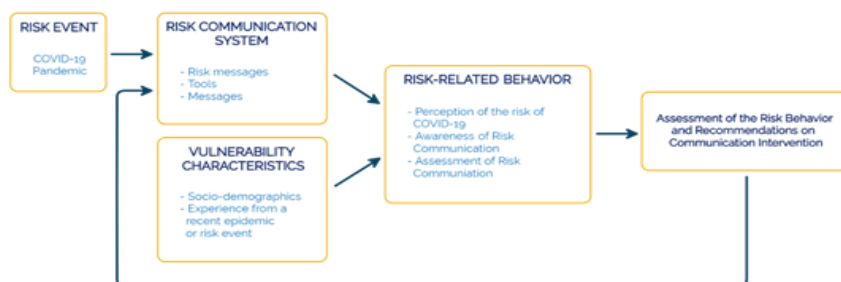 RISK EVENT
COVID-19
Pandemic
RISK COMMUNICATION
SYSTEM
- Risk messages
- Tools
- Messages
VULNERABILITY
CHARACTERISTICS
- Socio-demographics
- Experience from a
recent epidemic
or risk event
RISK-RELATED BEHAVIOR
- Perception of the risk of
COVID-19
- Awareness of Risk
Communication
- Assessment of Risk
Communiation
Assessment of the Risk Behavior
and Recommendations on
Communication Intervention